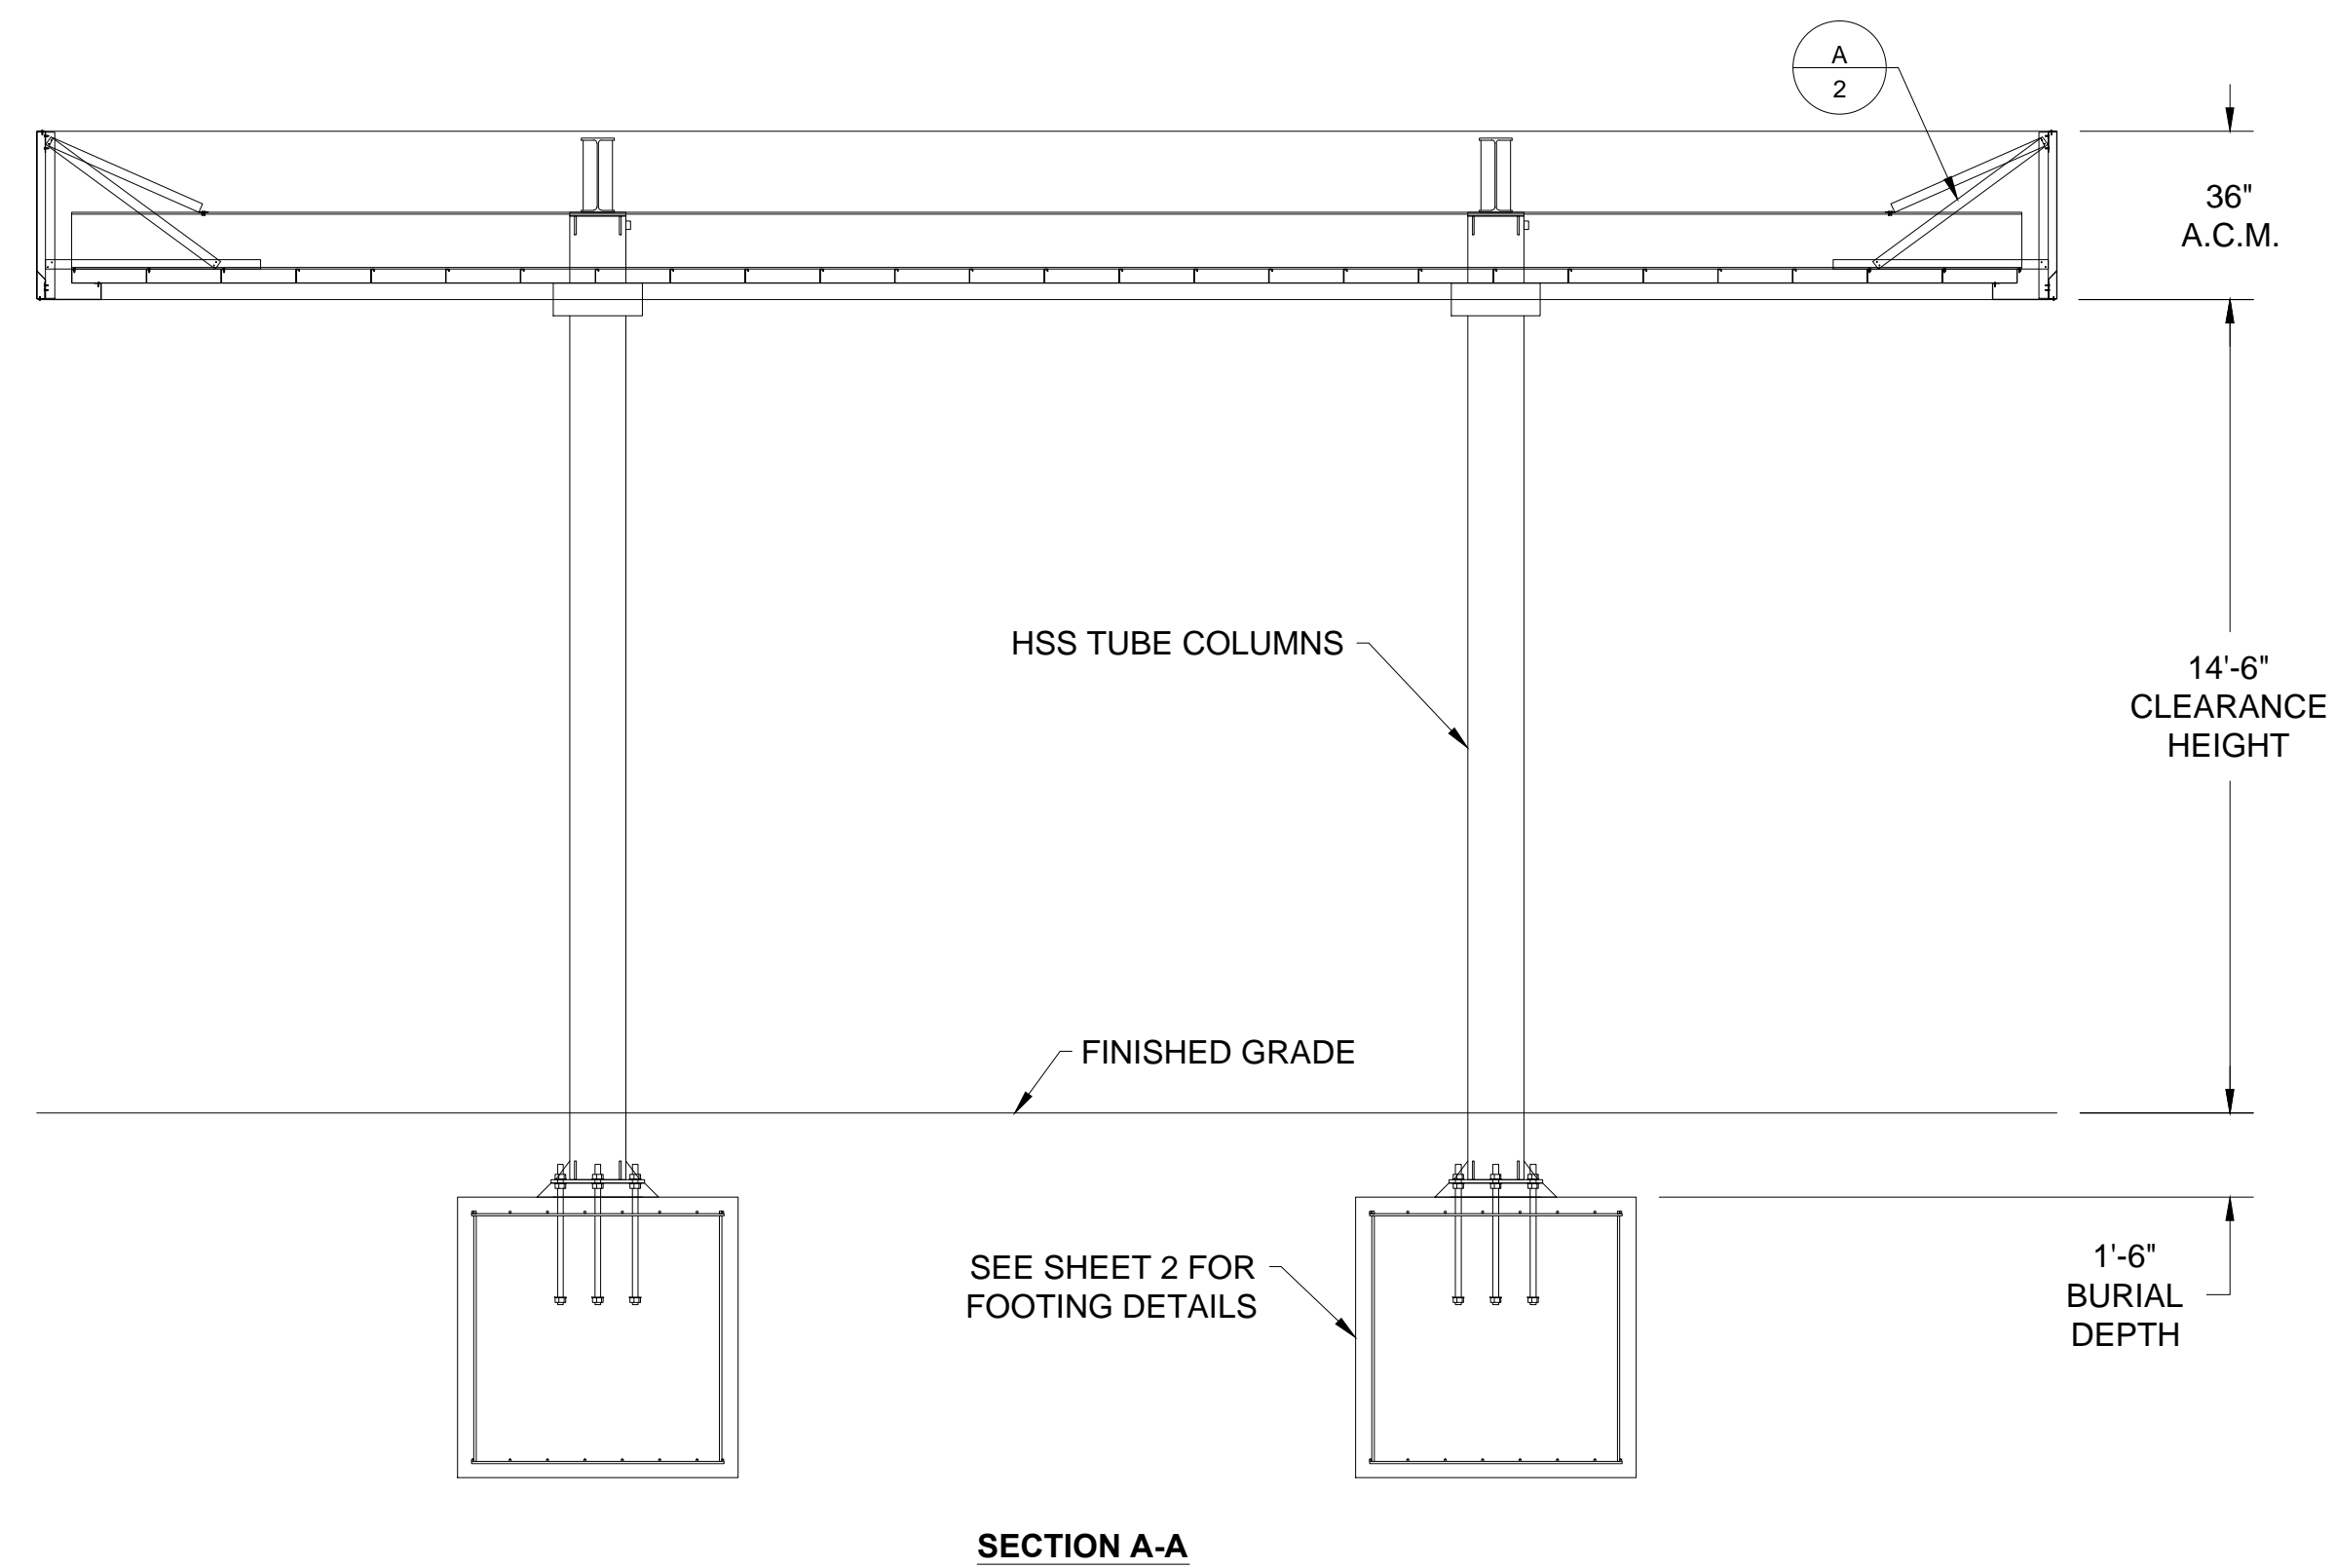 A
2
36"
A.C.M.
HSS TUBE COLUMNS
14'-6"
CLEARANCE
HEIGHT
FINISHED GRADE
SEE SHEET 2 FOR
FOOTING DETAILS
1'-6"
BURIAL
DEPTH
SECTION A-A